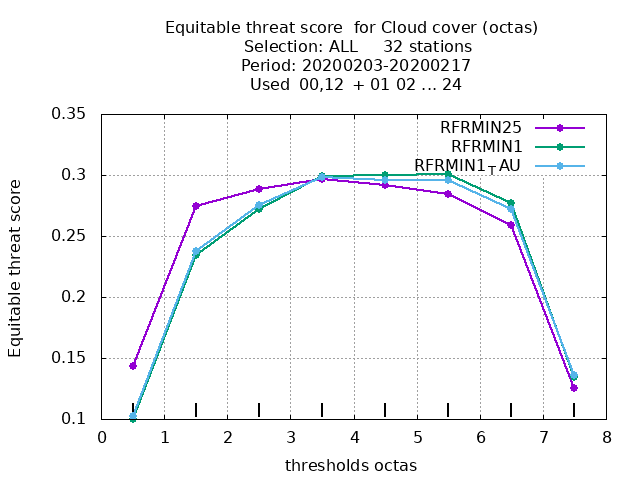 Equitable threat score  for Cloud cover (octas)
Selection: ALL     32 stations
Period: 20200203-20200217
Used  00,12  + 01 02 ... 24
RFRMIN25
RFRMIN1
RFRMIN1_TAU
Equitable threat score
0.35
0.3
0.25
0.2
0.15
0.1
0 1 2 3 4 5 6 7 8
thresholds octas